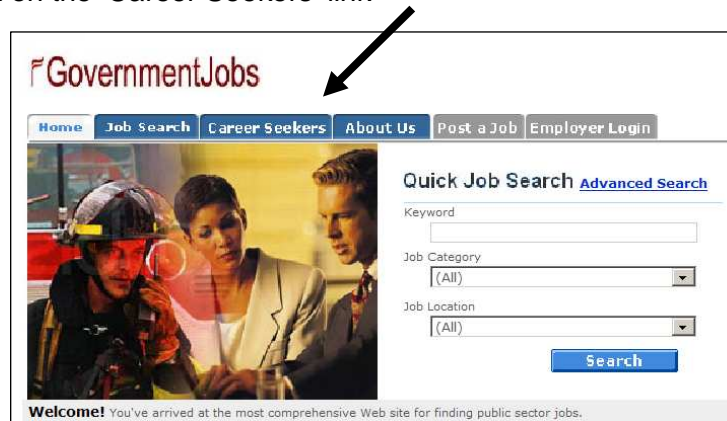 on the "Career Seekers" link
GovernmentJobs
Home Job Search Career Seekers About Us Post a Job Employer Login
Quick Job Search Advanced Search
Keyword
Job Category
(All)
Job Location
(All)
Search
Welcome! You've arrived at the most comprehensive Web site for finding public sector jobs.